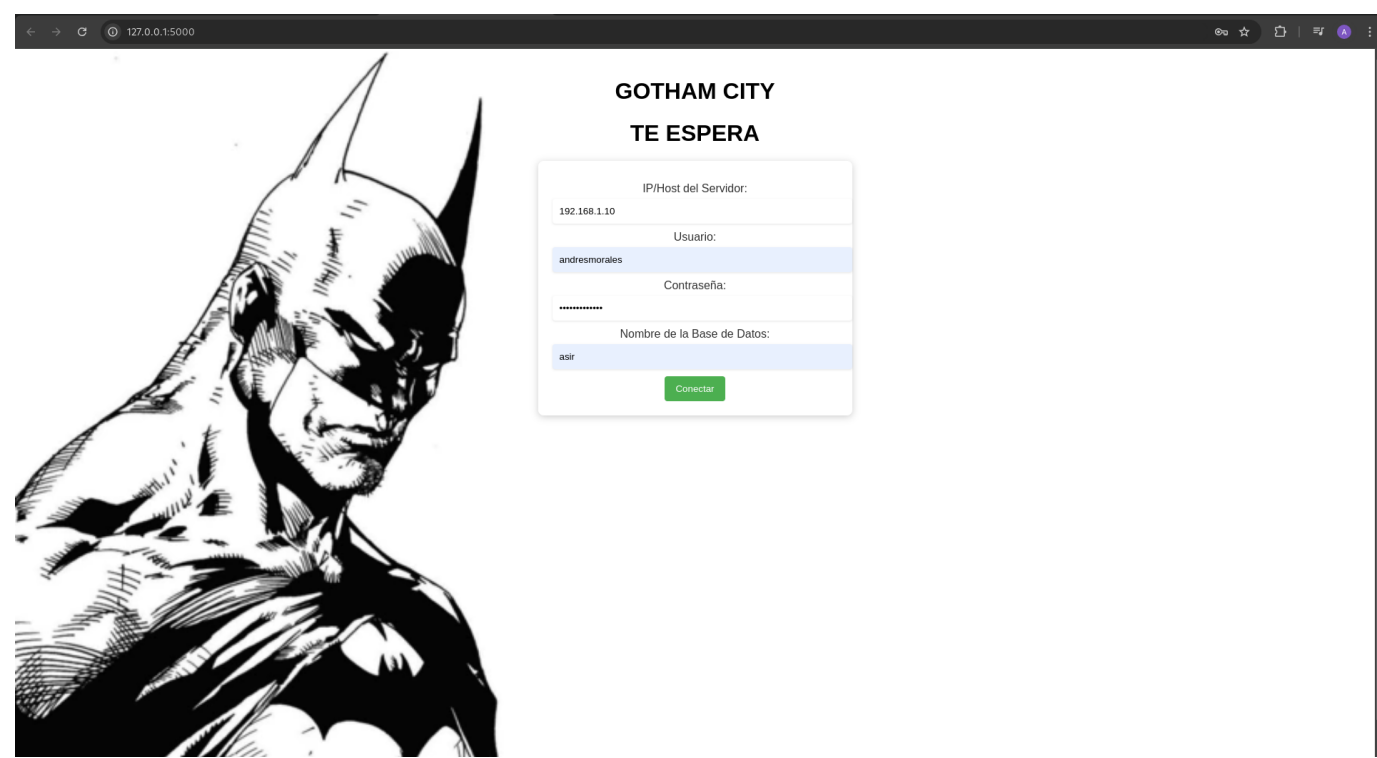 127.0.0.1:5000
A
GOTHAM CITY
TE ESPERA
IP/Host del Servidor:
192.168.1.10
Usuario:
andresmorales
Contraseña:
•••••••••••••
Nombre de la Base de Datos:
asir
Conectar